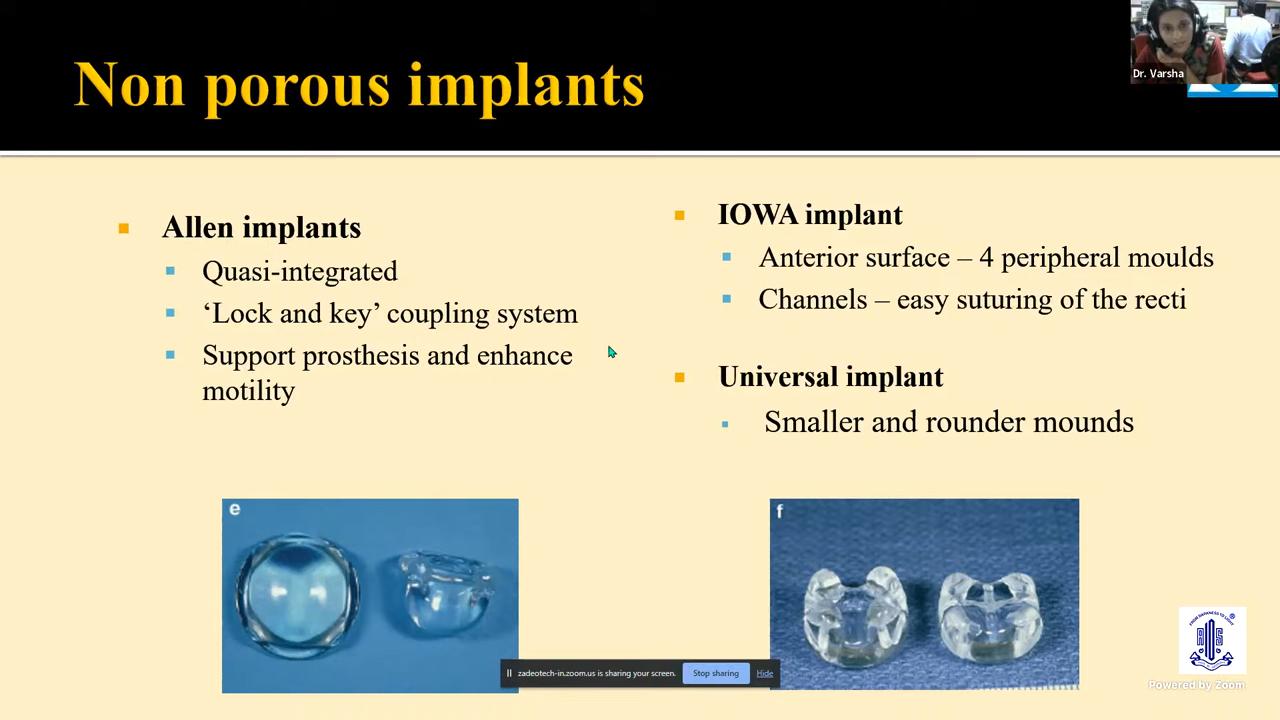 Non porous implants
Dr. Varsha
Allen implants
Quasi-integrated
‘Lock and key’ coupling system
Support prosthesis and enhance
motility
IOWA implant
Anterior surface – 4 peripheral moulds
Channels – easy suturing of the recti
Universal implant
Smaller and rounder mounds
e
f
zadeotech-in.zoom.us is sharing your screen.
Stop sharing
Hide
Powered by Zoom